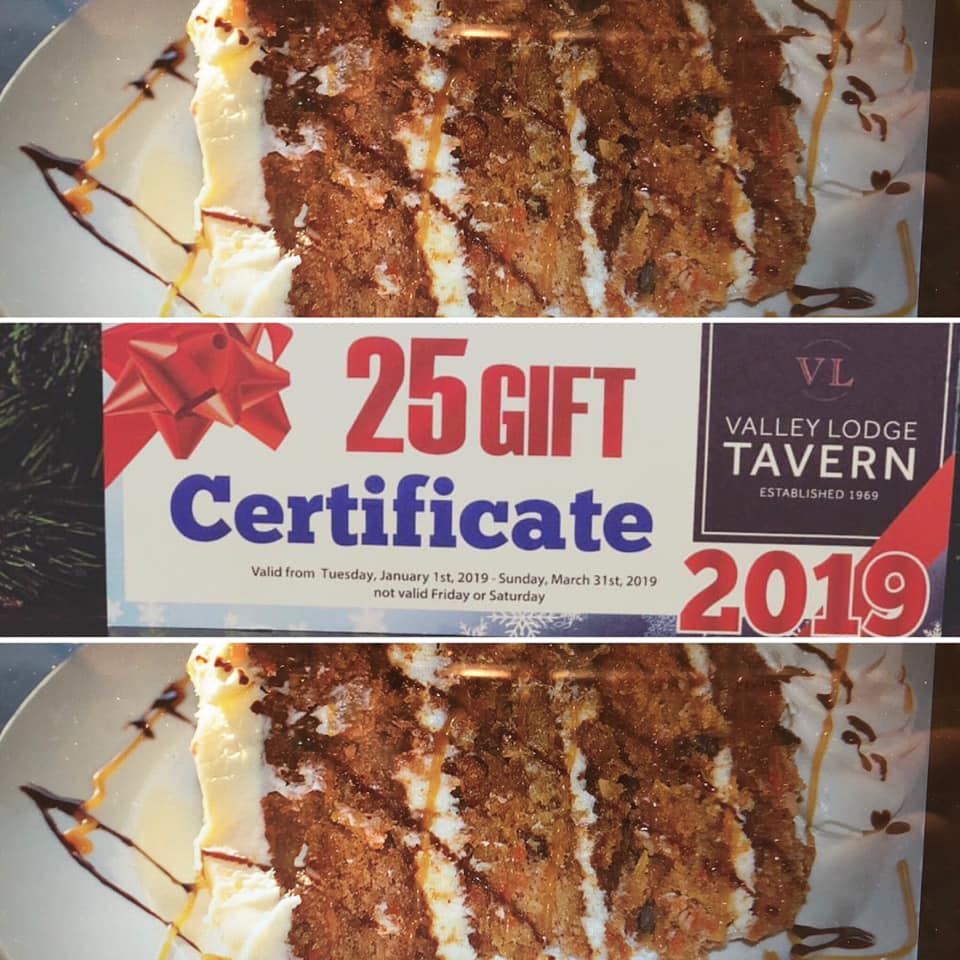 25 GIFT
Certificate
Valid from Tuesday, January 1st, 2019 - Sunday, March 31st, 2019
not valid Friday or Saturday
VL
VALLEY LODGE
TAVERN
ESTABLISHED 1969
2019